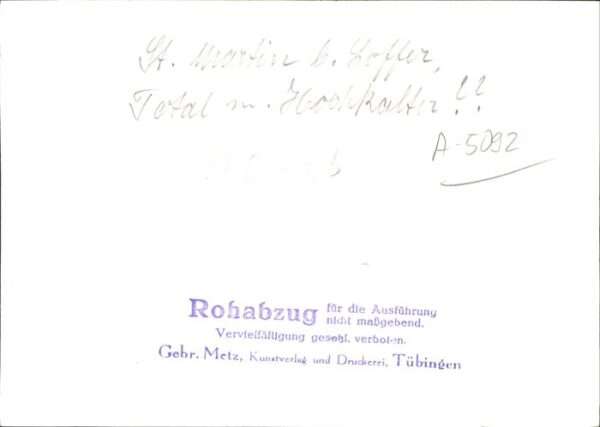 St. Martin b. Loffer,
Total m. Hochkalter!!
A-5092
Rohabzug für die Ausführung
nicht maßgebend.
Vervielfältigung gesetzl. verboten.
Gebr. Metz, Kunstverlag und Druckerei, Tübingen